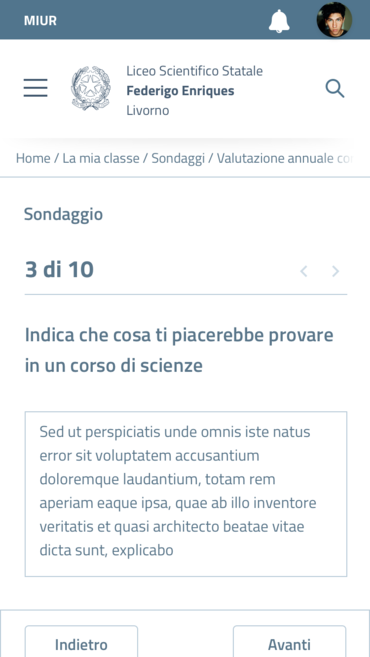 MIUR
Liceo Scientifico Statale
Federigo Enriques
Livorno
Home / La mia classe / Sondaggi / Valutazione annuale
Sondaggio
3 di 10
Indica che cosa ti piacerebbe provare
in un corso di scienze
Sed ut perspiciatis unde omnis iste natus
error sit voluptatem accusantium
doloremque laudantium, totam rem
aperiam eaque ipsa, quae ab illo inventore
veritatis et quasi architecto beatae vitae
dicta sunt, explicabo
Indietro
Avanti